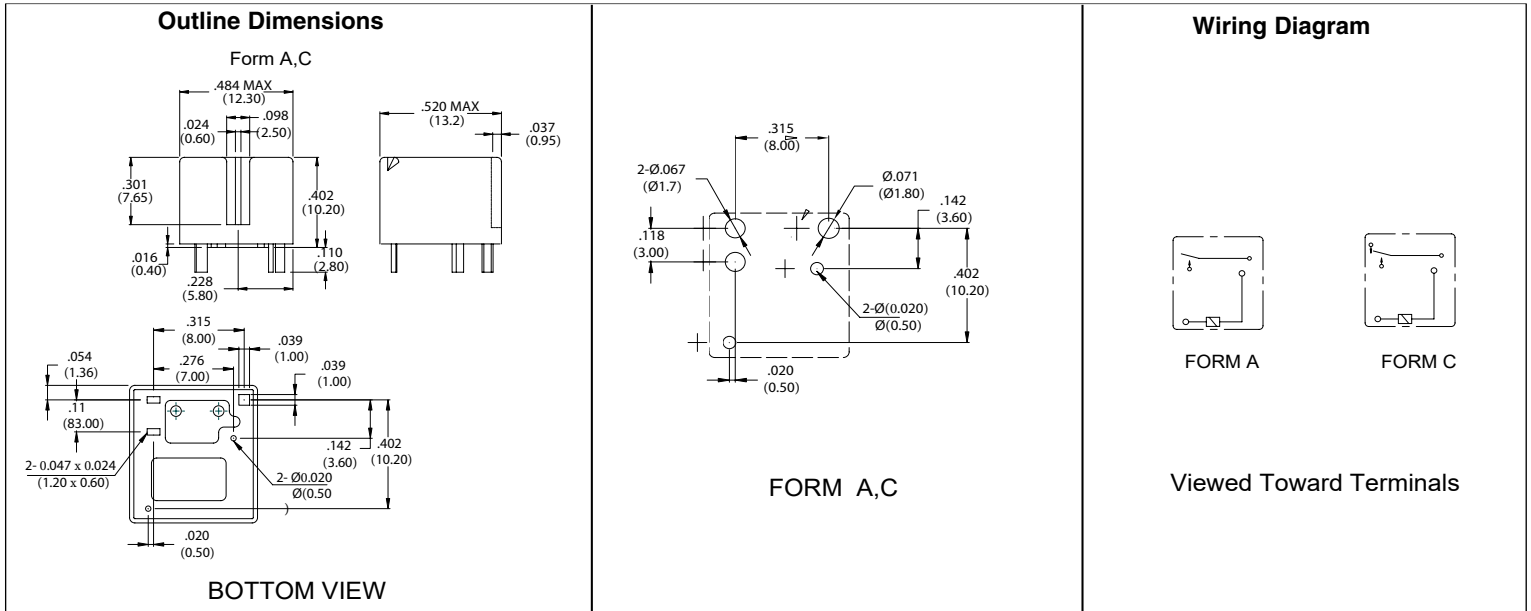 Outline Dimensions
Form A,C
.484 MAX
(12.30)
.024
(0.60)
.098
(2.50)
.520 MAX
(13.2)
.037
(0.95)
.301
(7.65)
.402
(10.20)
.016
(0.40)
.110
(2.80)
.228
(5.80)
.315
(8.00)
.039
(1.00)
.054
(1.36)
.276
(7.00)
.039
(1.00)
.11
(83.00)
.142
(3.60)
.402
(10.20)
2- 0.047 x 0.024
(1.20 x 0.60)
2- Ø0.020
Ø(0.50
)
.020
(0.50)
BOTTOM VIEW
.315
(8.00)
2-Ø.067
(Ø1.7)
Ø.071
(Ø1.80)
.142
(3.60)
.118
(3.00)
.402
(10.20)
2-Ø(0.020)
Ø(0.50)
.020
(0.50)
FORM A,C
Wiring Diagram
FORM A
FORM C
Viewed Toward Terminals